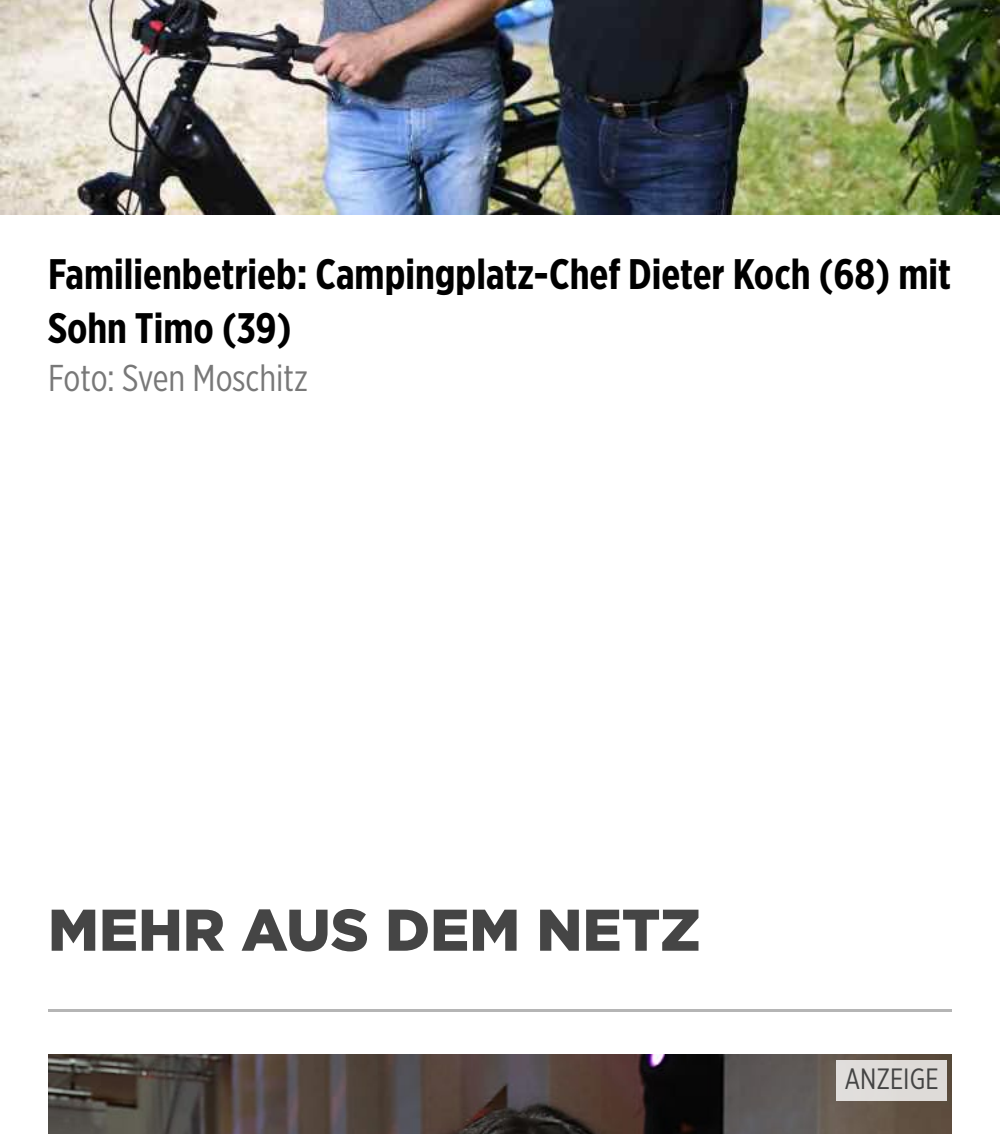 Familienbetrieb: Campingplatz-Chef Dieter Koch (68) mit
Sohn Timo (39)
Foto: Sven Moschitz
MEHR AUS DEM NETZ
ANZEIGE